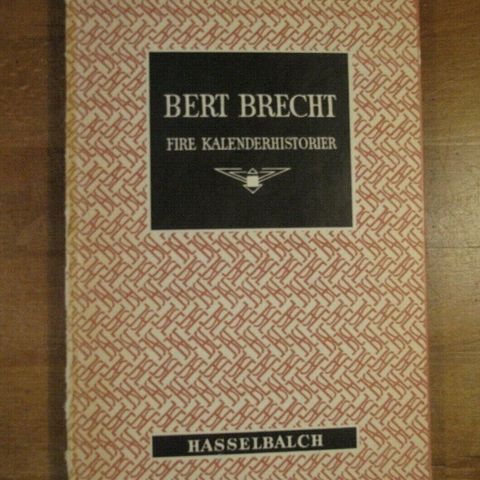 BERT BRECHT
FIRE KALENDERHISTORIER
HASSELBALCH